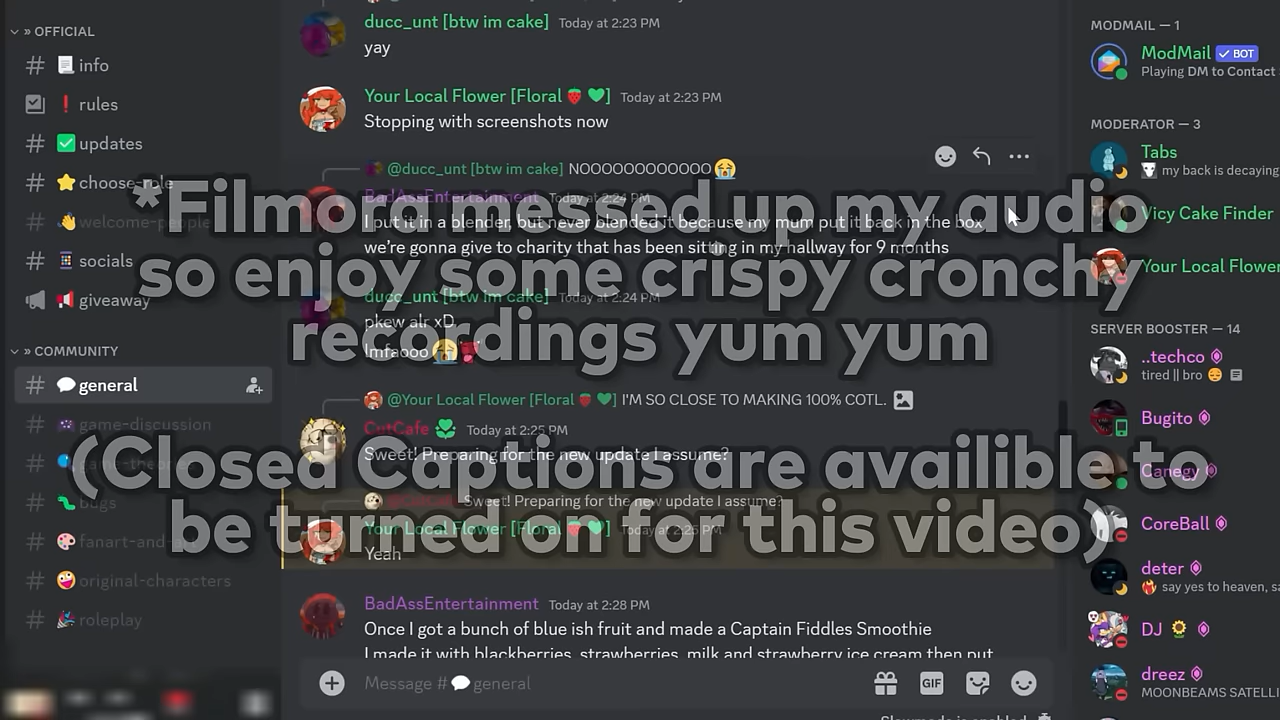 » OFFICIAL
info
rules
updates
choose-role
welcome-people
socials
giveaway
» COMMUNITY
general
game-discussion
game-theories
bugs
fanart-and-
original-characters
roleplay
ducc_unt [btw im cake] Today at 2:23 PM
yay
Your Local Flower [Floral 🍓 💚] Today at 2:23 PM
Stopping with screenshots now
@ducc_unt [btw im cake] NOOOOOOOOOOOO😭
BadAssEntertainment Today at 2:24 PM
I put it in a blender, but never blended it because my mum put it back in the box
we're gonna give to charity that has been sitting in my hallway for 9 months
ducc_unt [btw im cake] Today at 2:24 PM
pkew alr xD
lmfaooo 😭
@Your Local Flower [Floral 🍓 💚] I'M SO CLOSE TO MAKING 100% COTL.
CutCafe Today at 2:25 PM
Sweet! Preparing for the new update I assume?
Sweet! Preparing for the new update I assume?
Your Local Flower [Floral 🍓 💚] Today at 2:25 PM
Yeah
BadAssEntertainment Today at 2:28 PM
Once I got a bunch of blue ish fruit and made a Captain Fiddles Smoothie
I made it with blackberries, strawberries, milk and strawberry ice cream then put
Message # 💬 general
GIF
Slowmode is enabled
*Filmora messed up my audio
so enjoy some crispy cronchy
recordings yum yum
(Closed Captions are availible to
be turned on for this video)
MODMAIL — 1
ModMail ✓ BOT
Playing DM to Contact
MODERATOR — 3
Tabs
my back is decaying
Vicy Cake Finder
Your Local Flower
SERVER BOOSTER — 14
..techco
tired || bro 😔
Bugito
Canegy
CoreBall
deter
say yes to heaven, sa
DJ 🌻
dreez
MOONBEAMS SATELLI